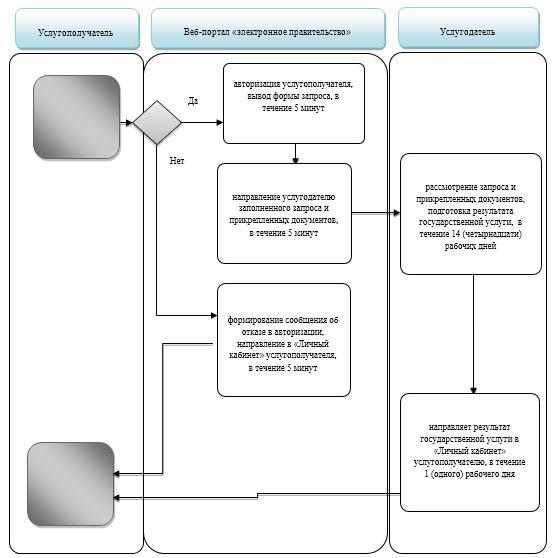 Услугополучатель
Веб-портал «электронное правительство»
Услугодатель
авторизация услугополучателя,
вывод формы запроса, в
течение 5 минут
Да
Нет
направление услугодателю
заполненного запроса и
прикрепленных документов,
в течение 5 минут
рассмотрение запроса и
прикрепленных документов,
подготовка результата
государственной услуги, в
течение 14 (четырнадцати)
рабочих дней
формирование сообщения об
отказе в авторизации,
направление в «Личный
кабинет» услугополучателя,
в течение 5 минут
направляет результат
государственной услуги в
«Личный кабинет»
услугополучателю, в течение
1 (одного) рабочего дня